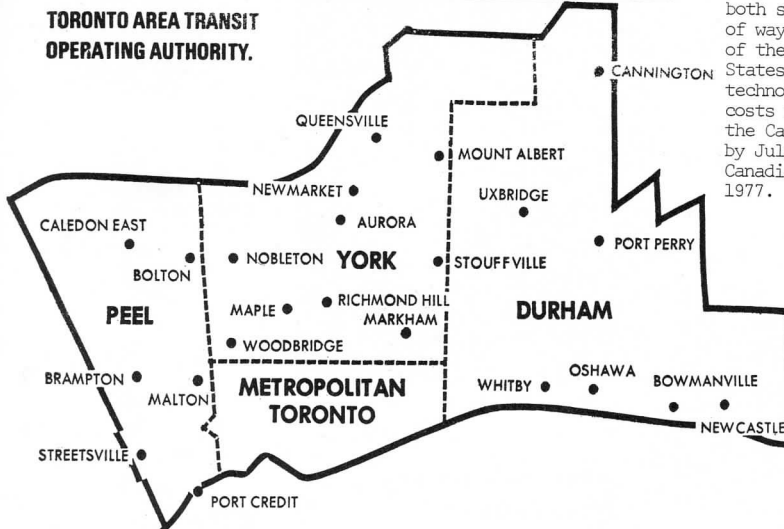 TORONTO AREA TRANSIT
OPERATING AUTHORITY.
both
of way
of the
States
techno
costs
the Ca
by Jul
Canadi
1977.
CANNINGTON
QUEENSVILLE
MOUNT ALBERT
NEWMARKET
UXBRIDGE
CALEDON EAST
AURORA
PORT PERRY
BOLTON
NOBLETON
YORK
STOUFFVILLE
PEEL
MAPLE
RICHMOND HILL
DURHAM
MARKHAM
WOODBRIDGE
BRAMPTON
MALTON
METROPOLITAN
TORONTO
WHITBY
OSHAWA
BOWMANVILLE
NEWCASTLE
STREETSVILLE
PORT CREDIT